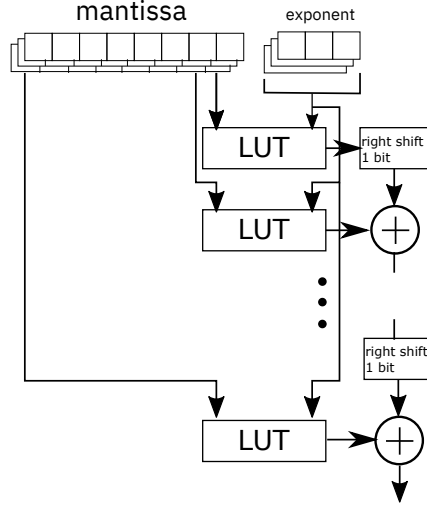 mantissa
exponent
LUT
right shift
1 bit
LUT
right shift
1 bit
LUT